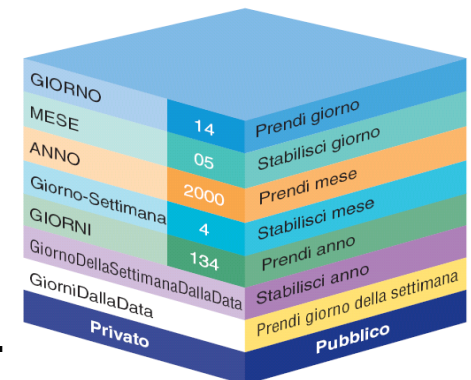 GIORNO 14
MESE 05
ANNO 2000
Giorno-Settimana 4
GIORNI 134
GiornoDellaSettimanaDallaData
GiorniDallaData
Privato
Prendi giorno
Stabilisci giorno
Prendi mese
Stabilisci mese
Prendi anno
Stabilisci anno
Prendi giorno della settimana
Pubblico